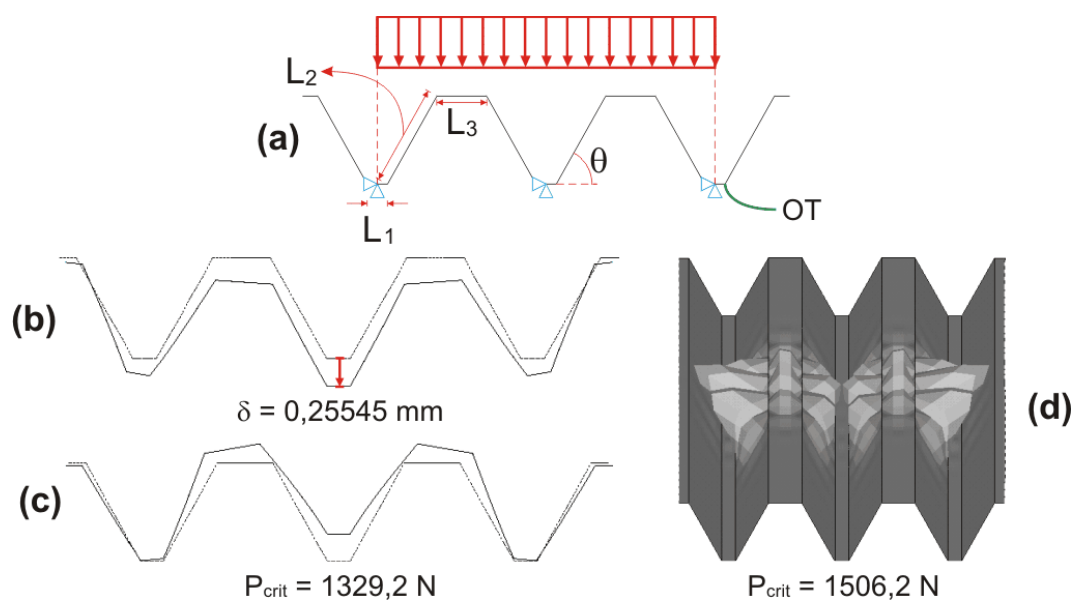 L2
L3
(a)
θ
L1
OT
(b)
δ = 0,25545 mm
(c)
Pcrit = 1329,2 N
(d)
Pcrit = 1506,2 N